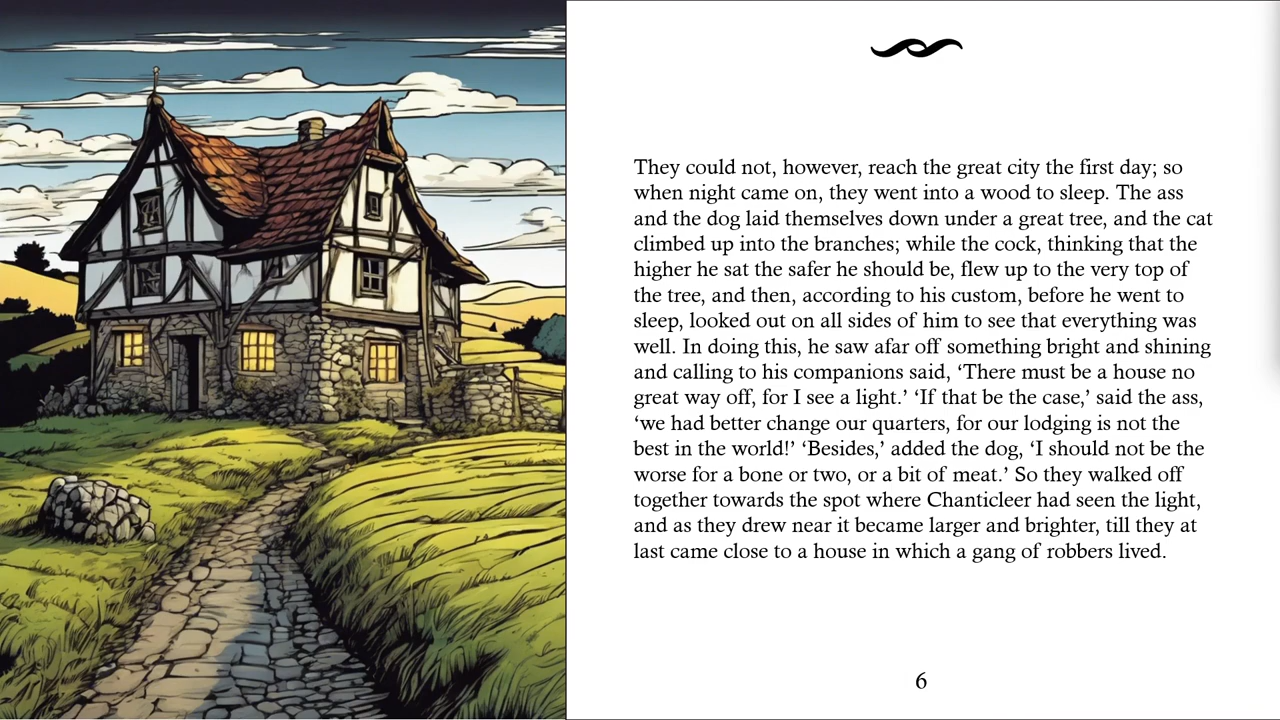 They could not, however, reach the great city the first day; so
when night came on, they went into a wood to sleep. The ass
and the dog laid themselves down under a great tree, and the cat
climbed up into the branches; while the cock, thinking that the
higher he sat the safer he should be, flew up to the very top of
the tree, and then, according to his custom, before he went to
sleep, looked out on all sides of him to see that everything was
well. In doing this, he saw afar off something bright and shining
and calling to his companions said, ‘There must be a house no
great way off, for I see a light.’ ‘If that be the case,’ said the ass,
‘we had better change our quarters, for our lodging is not the
best in the world!’ ‘Besides,’ added the dog, ‘I should not be the
worse for a bone or two, or a bit of meat.’ So they walked off
together towards the spot where Chanticleer had seen the light,
and as they drew near it became larger and brighter, till they at
last came close to a house in which a gang of robbers lived.
6